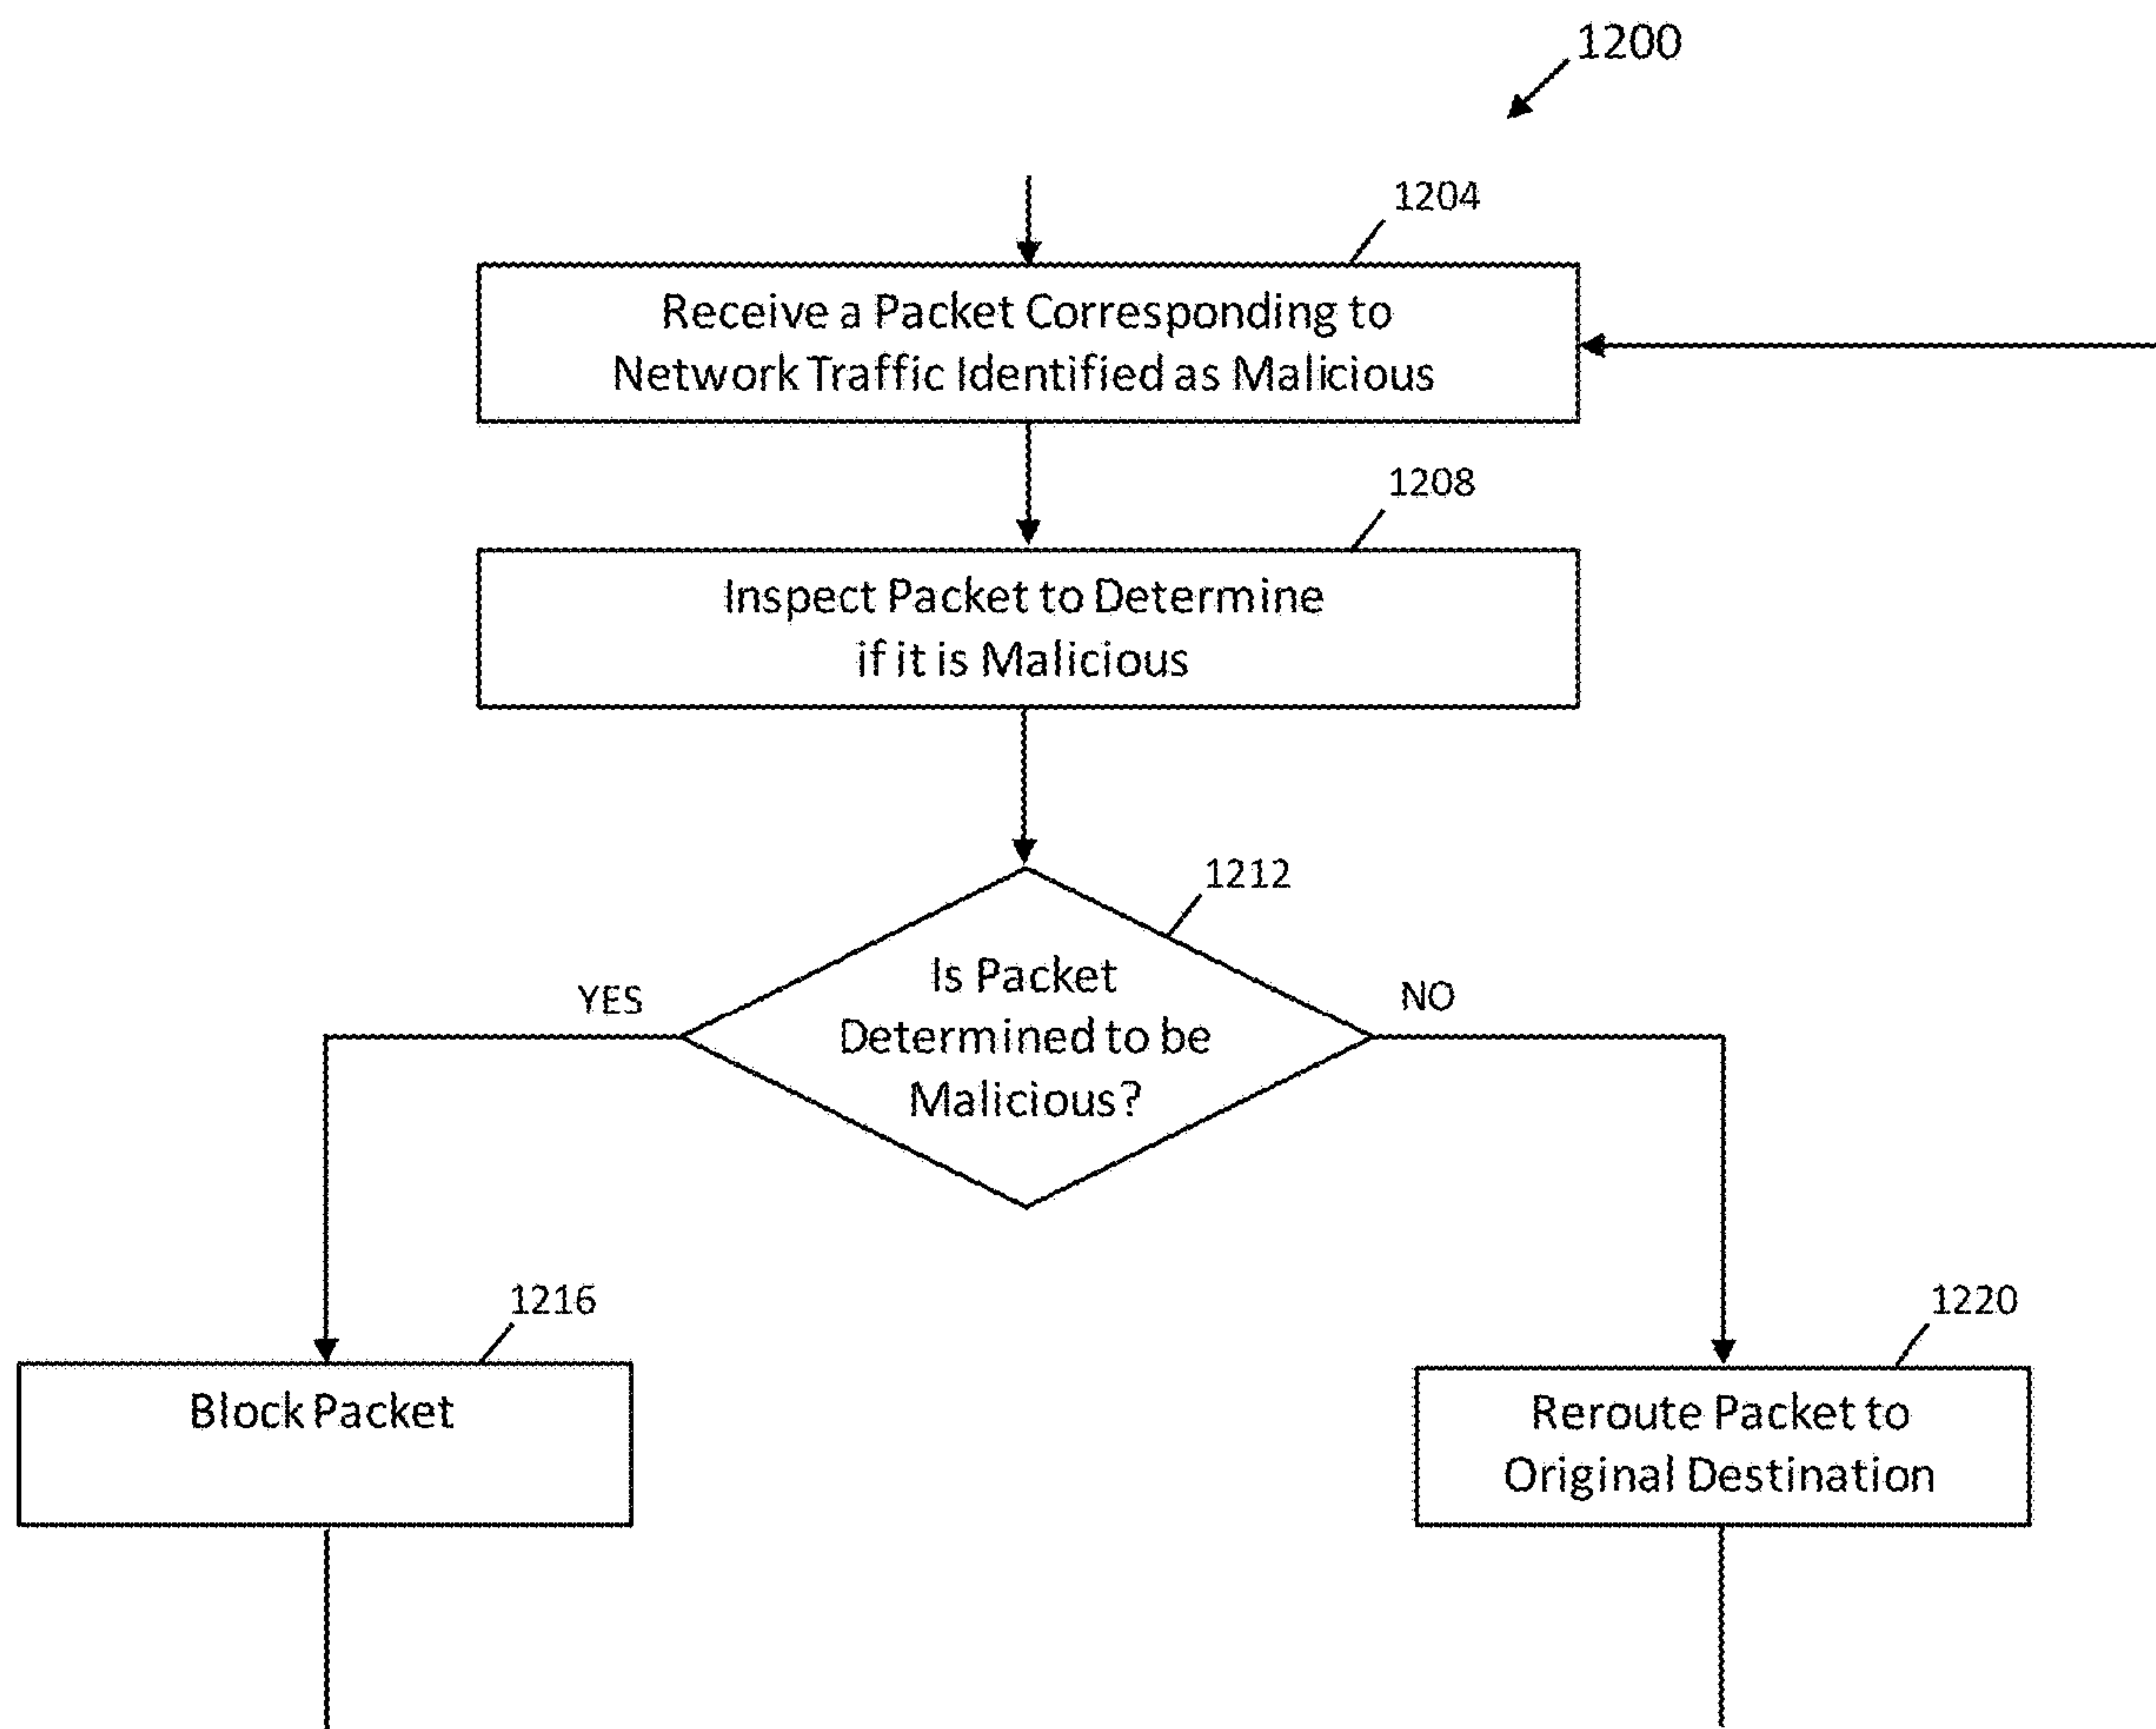 1200
1204
Receive a Packet Corresponding to
Network Traffic Identified as Malicious
1208
Inspect Packet to Determine
if it is Malicious
1212
Is Packet
Determined to be
Malicious?
YES
NO
1216
Block Packet
1220
Reroute Packet to
Original Destination